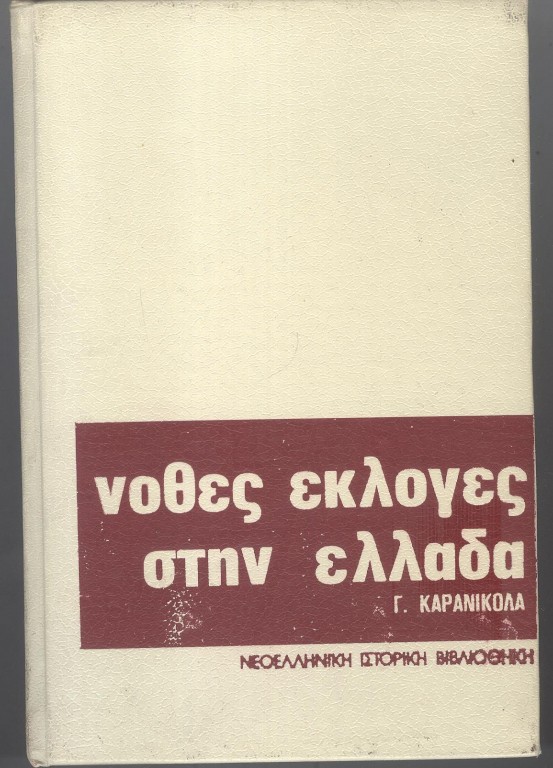 νοθες εκλογες
στην ελλαδα
Γ. ΚΑΡΑΝΙΚΟΛΑ
ΝΕΟΕΛΛΗΝΙΚΗ ΙΣΤΟΡΙΚΗ ΒΙΒΛΙΟΘΗΚΗ